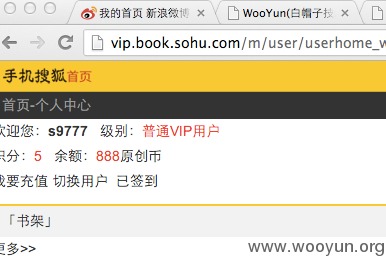 我的首页 新浪微博
WooYun(白帽子技
vip.book.sohu.com/m/user/userhome_w
手机搜狐首页
首页-个人中心
欢迎您：s9777 级别：普通VIP用户
积分：5 余额：888原创币
我要充值 切换用户 已签到
「书架」
更多>>
www.wooyun.org